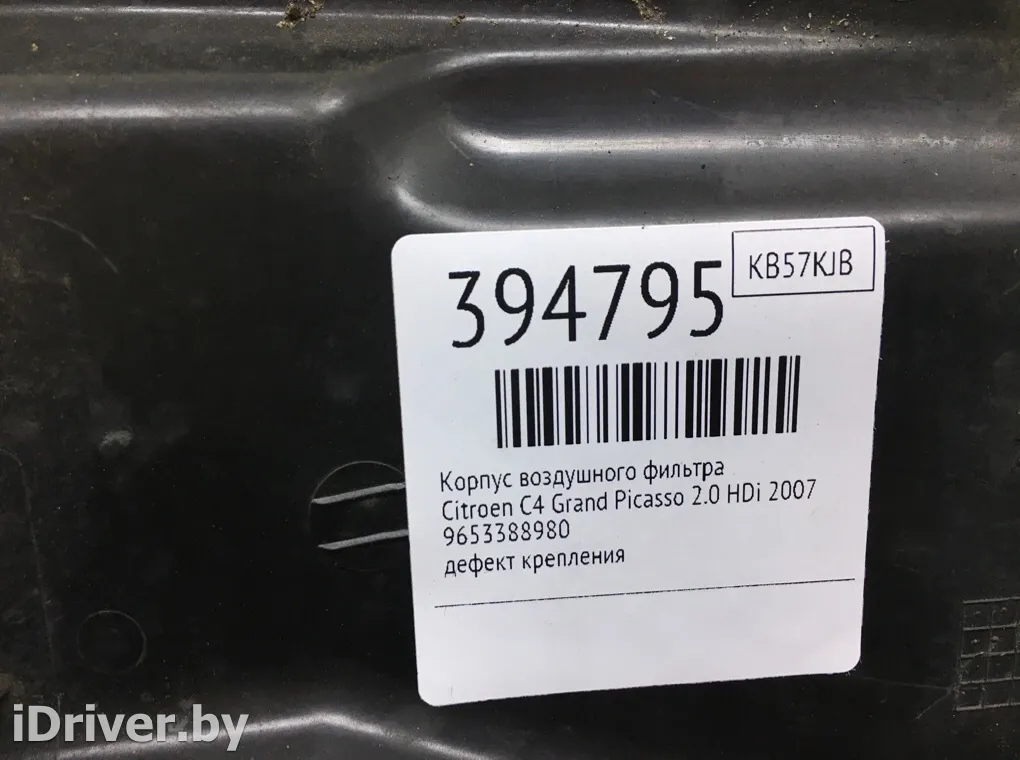 394795
KB57KJB
Корпус воздушного фильтра
Citroen C4 Grand Picasso 2.0 HDi 2007
9653388980
дефект крепления
iDriver.by